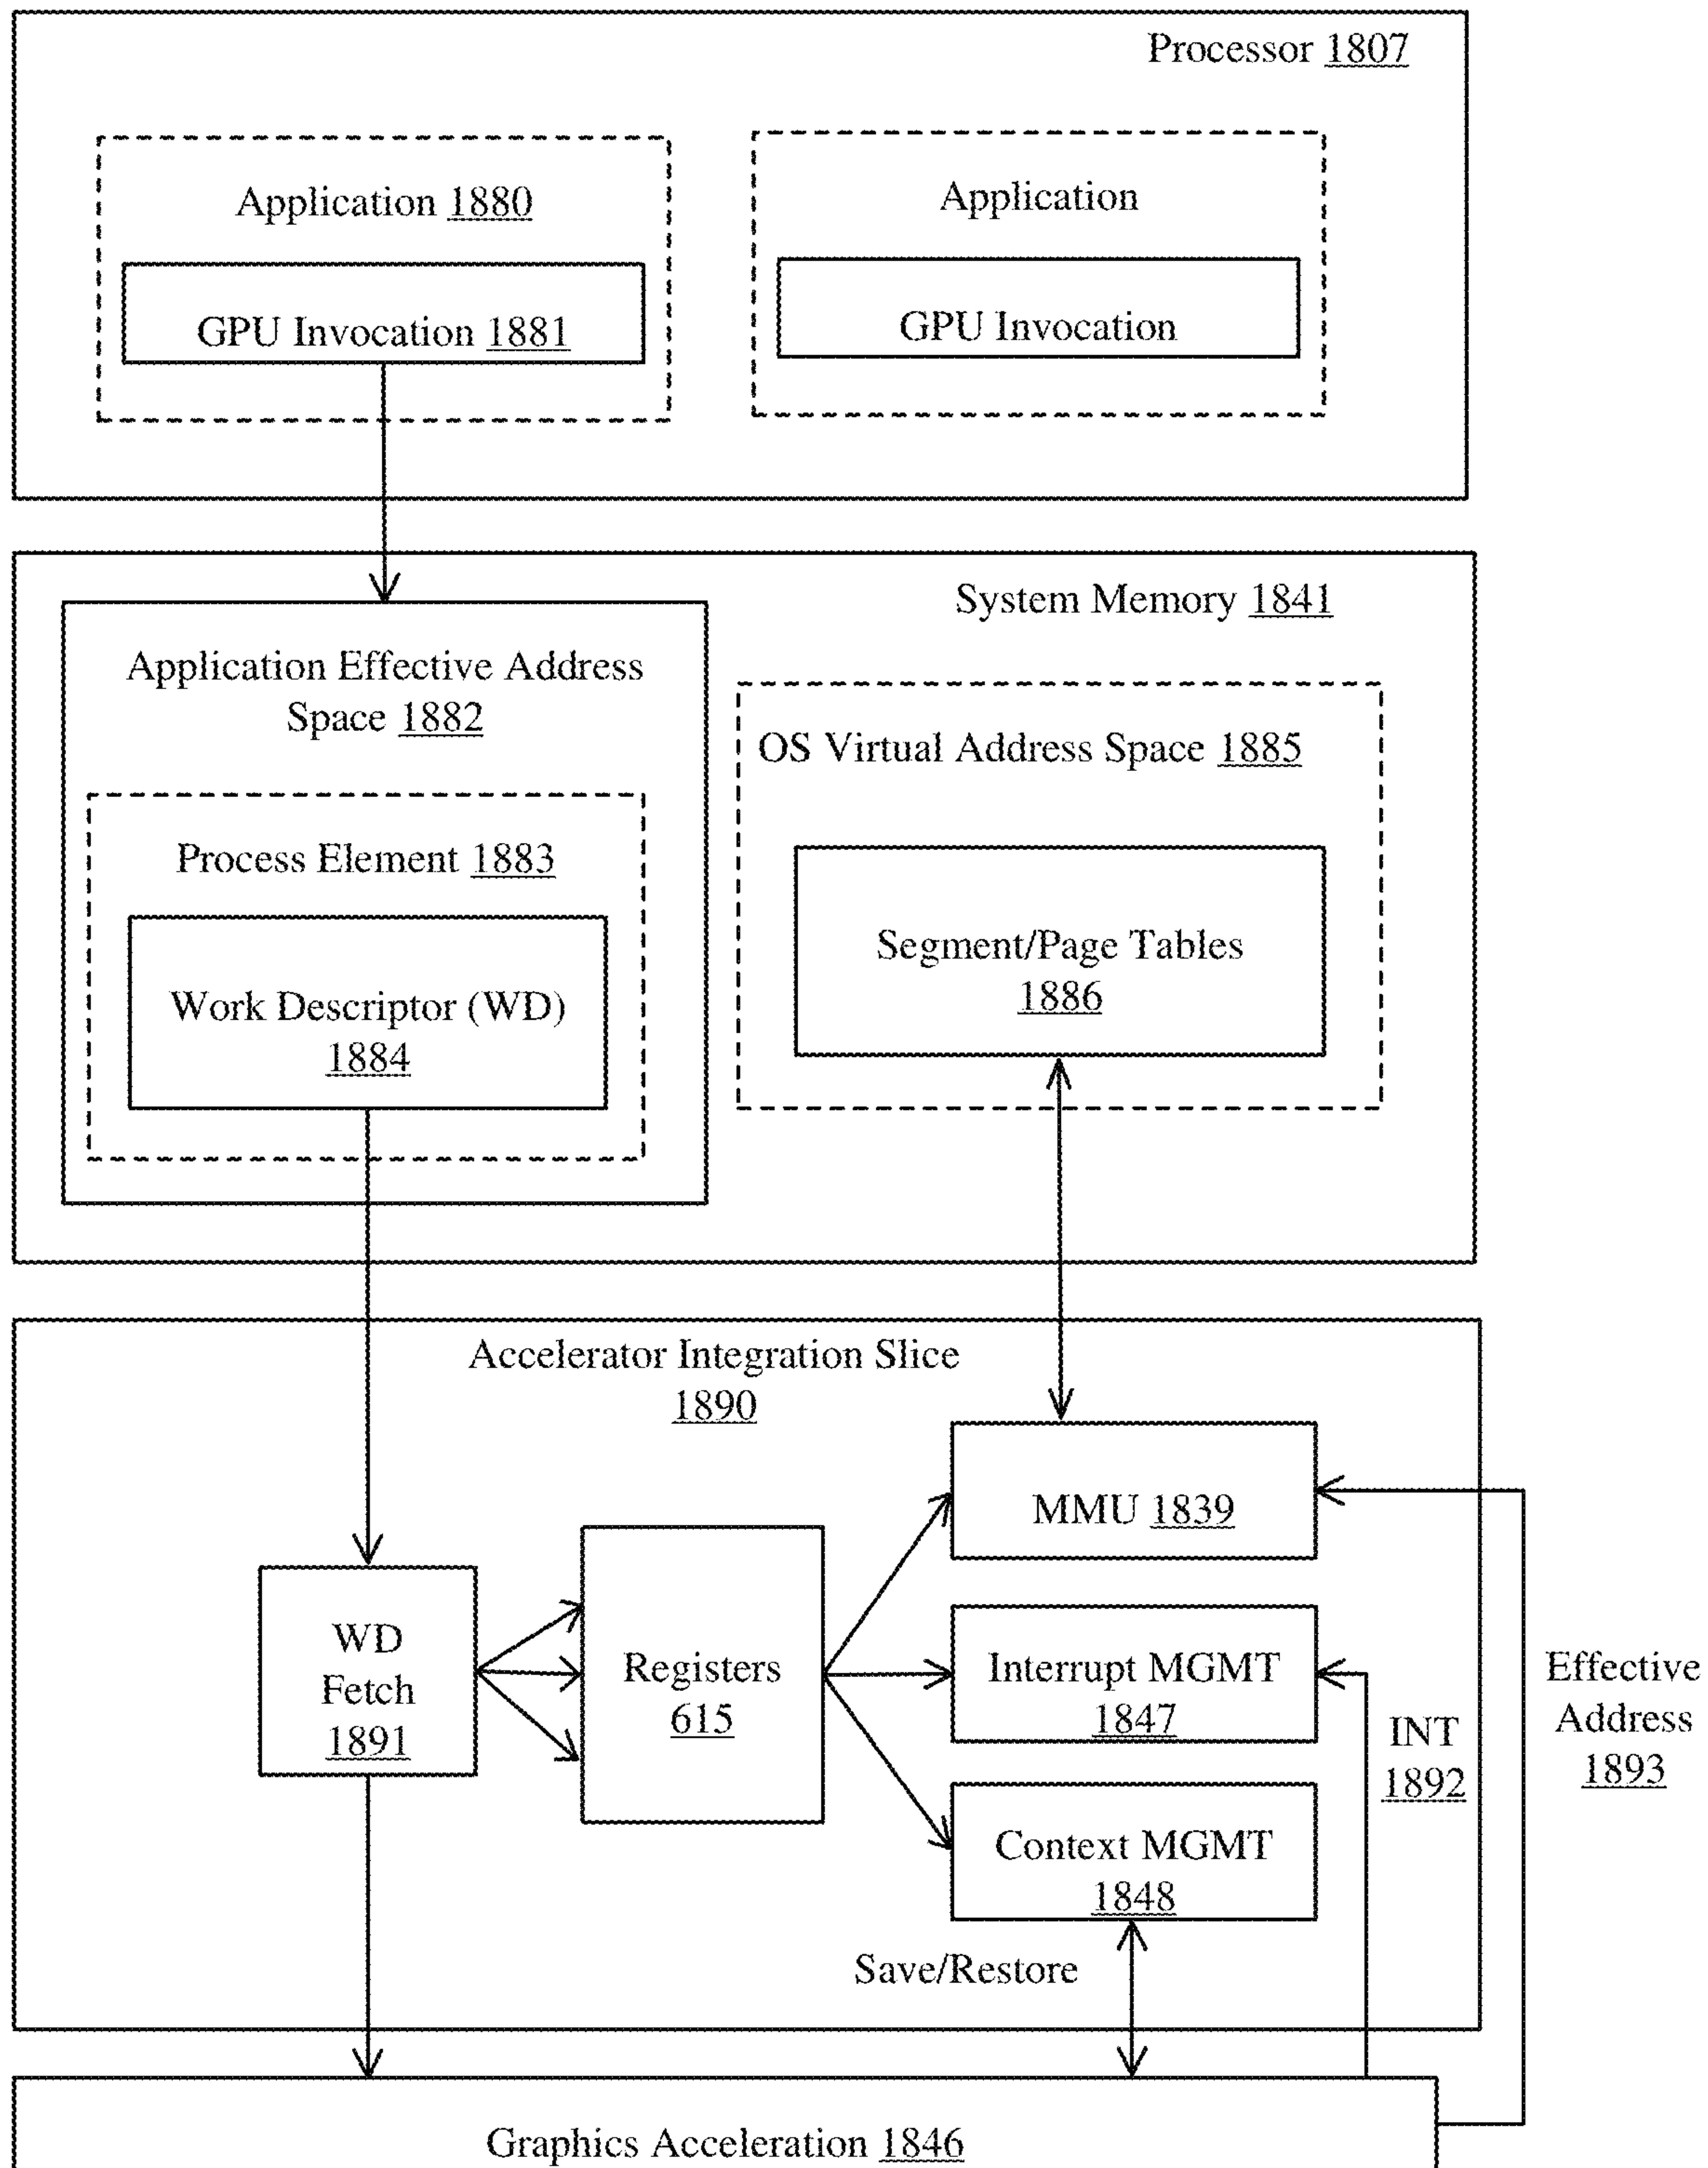 Processor 1807
Application 1880
GPU Invocation 1881
Application
GPU Invocation
System Memory 1841
Application Effective Address
Space 1882
Process Element 1883
Work Descriptor (WD)
1884
OS Virtual Address Space 1885
Segment/Page Tables
1886
Accelerator Integration Slice
1890
WD
Fetch
1891
Registers
615
MMU 1839
Interrupt MGMT
1847
Context MGMT
1848
Save/Restore
INT
1892
Effective
Address
1893
Graphics Acceleration 1846